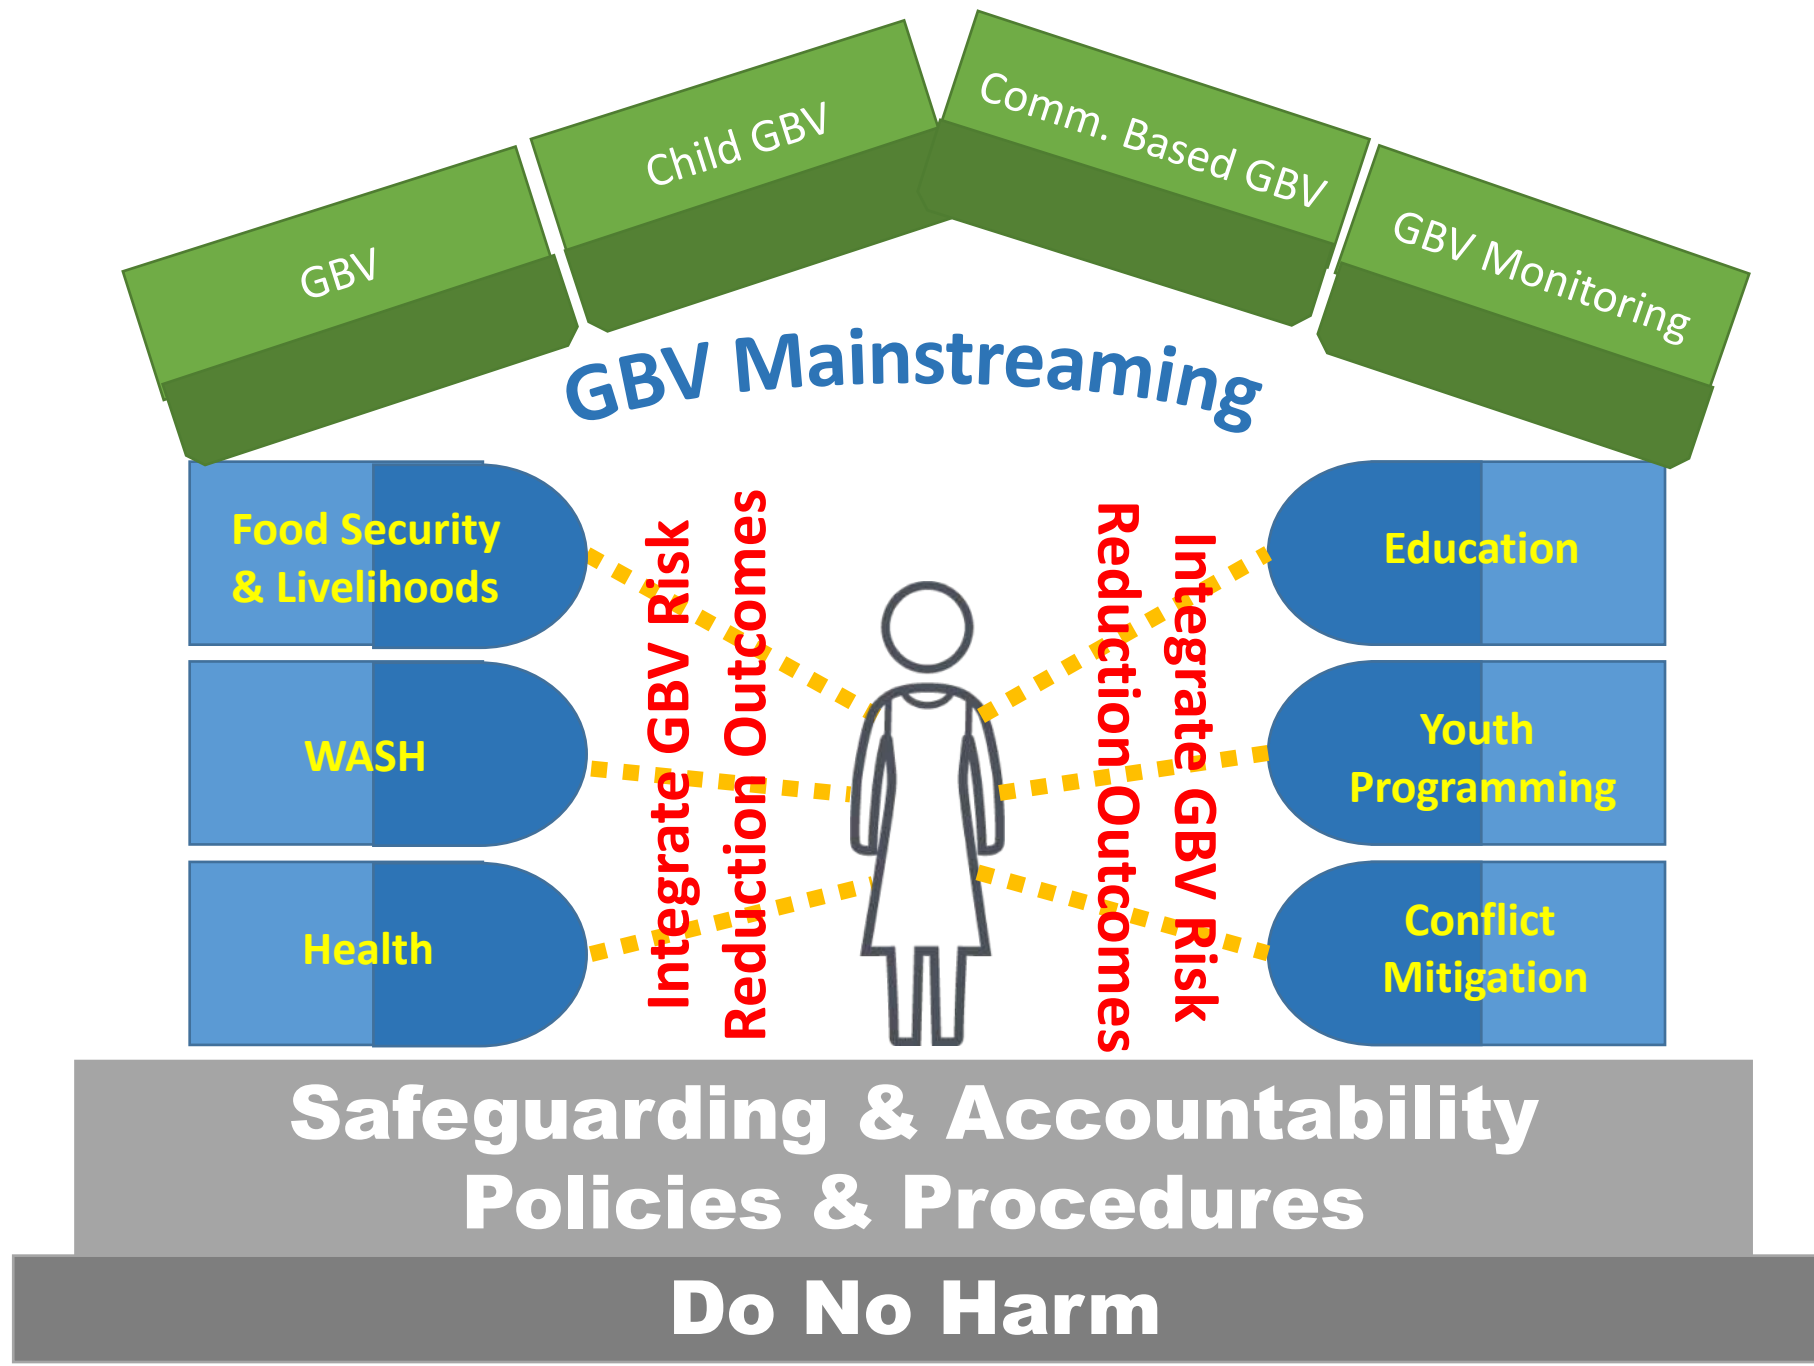 GBV
Child GBV
Comm. Based GBV
GBV Monitoring
GBV Mainstreaming
Food Security
& Livelihoods
WASH
Health
Integrate GBV Risk
Reduction Outcomes
Integrate GBV Risk
Reduction Outcomes
Education
Youth
Programming
Conflict
Mitigation
Safeguarding & Accountability
Policies & Procedures
Do No Harm